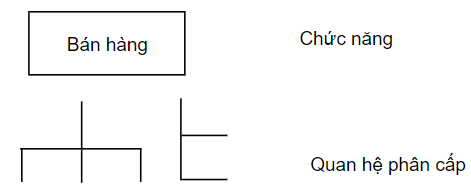 Bán hàng
Chức năng
Quan hệ phân cấp